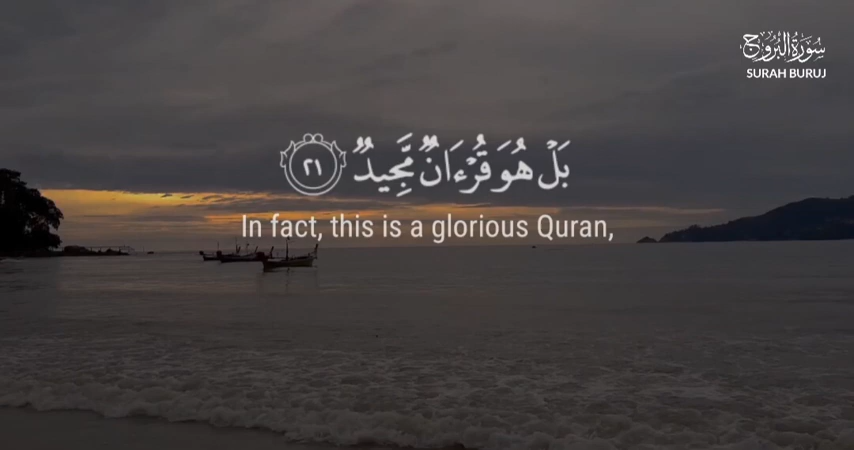 سُورَةُ البُرُوج
SURAH BURUJ
بَلْ هُوَ قُرْءَانٌ مَّجِيدٌ ٢١
In fact, this is a glorious Quran,